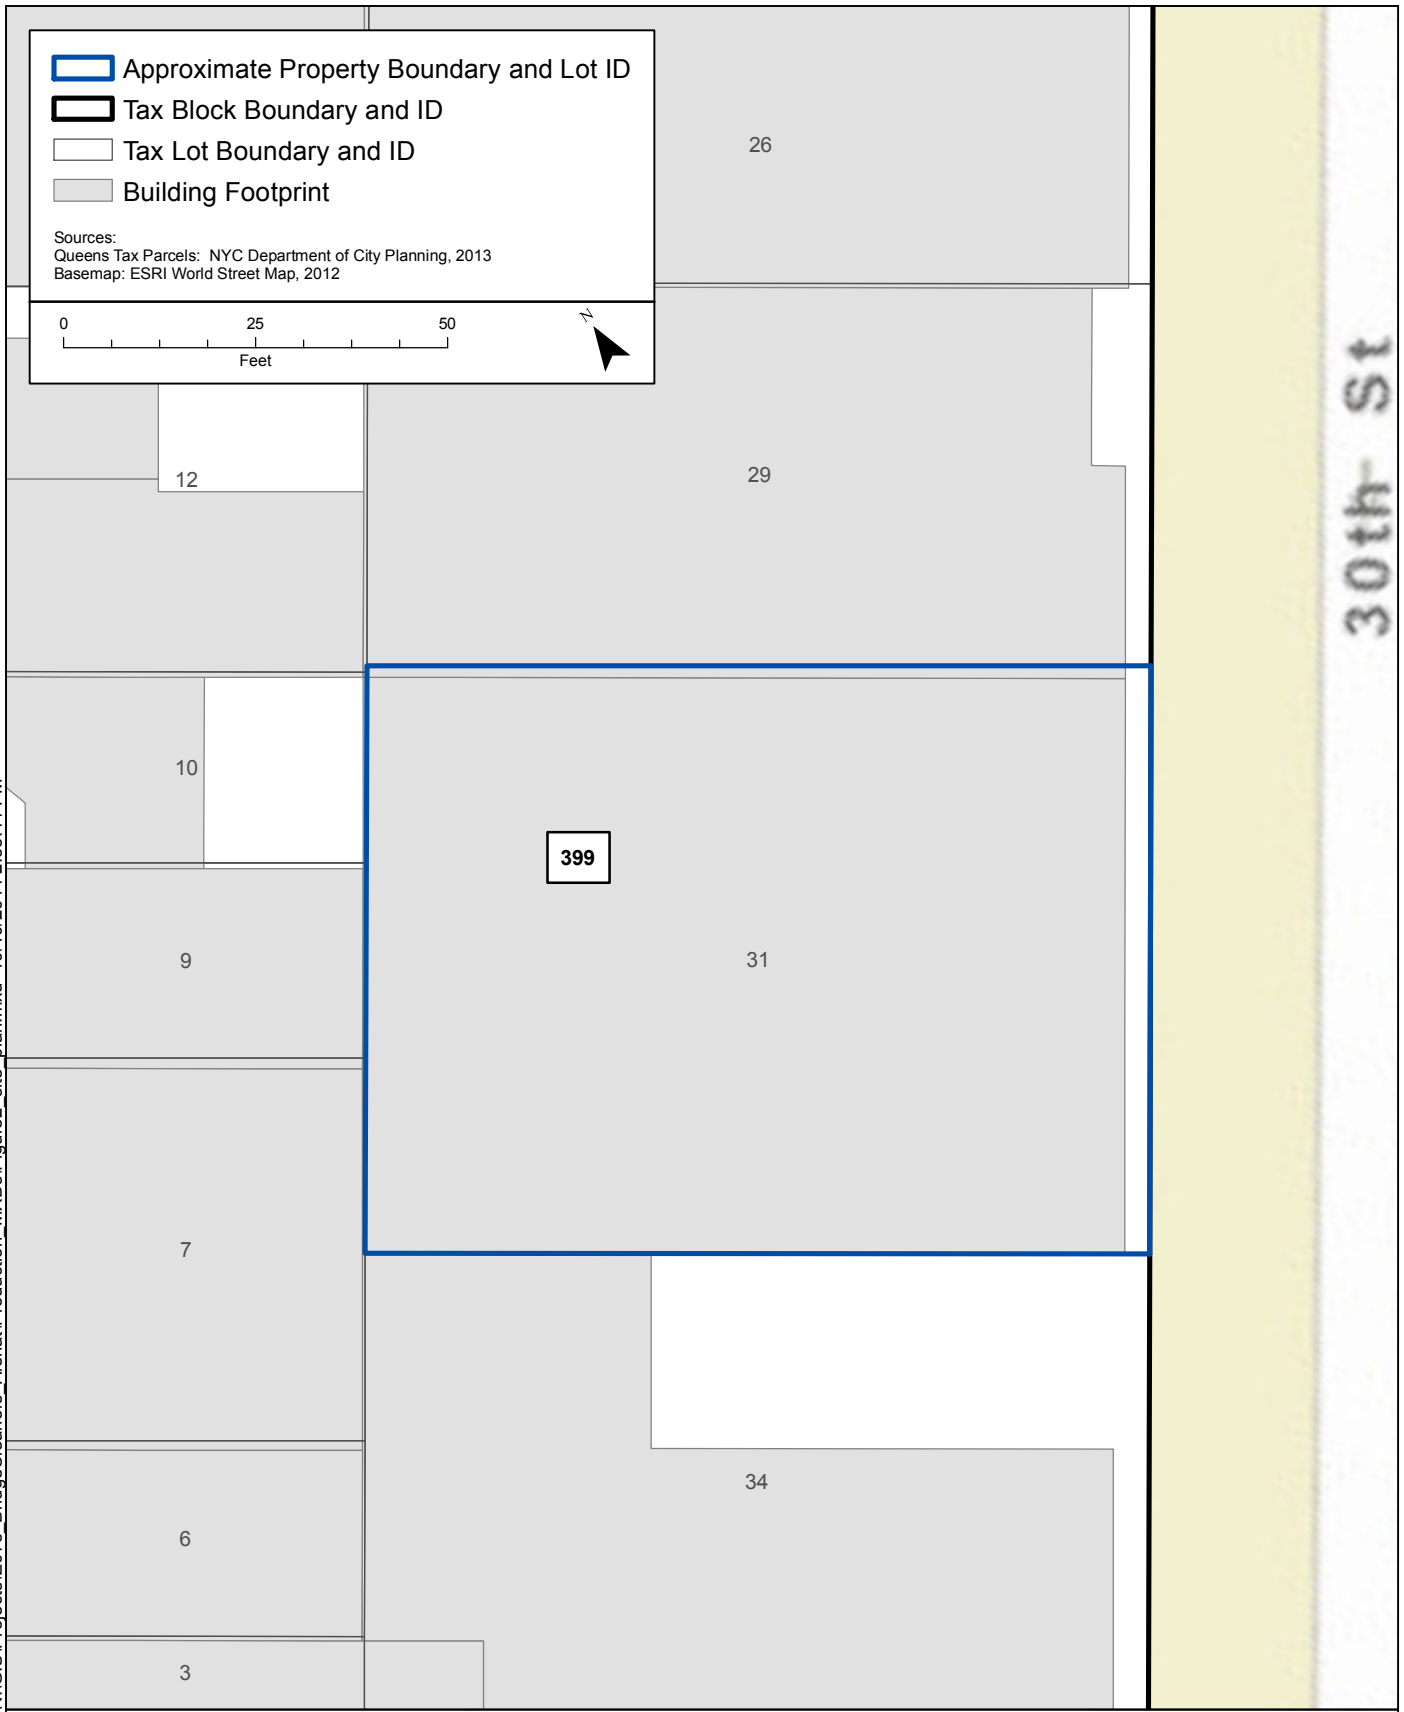 Approximate Property Boundary and Lot ID
Tax Block Boundary and ID
Tax Lot Boundary and ID
Building Footprint
Sources:
Queens Tax Parcels: NYC Department of City Planning, 2013
Basemap: ESRI World Street Map, 2012
0 25 50
Feet
N
26
29
30th St
12
10
399
9
31
7
34
6
3